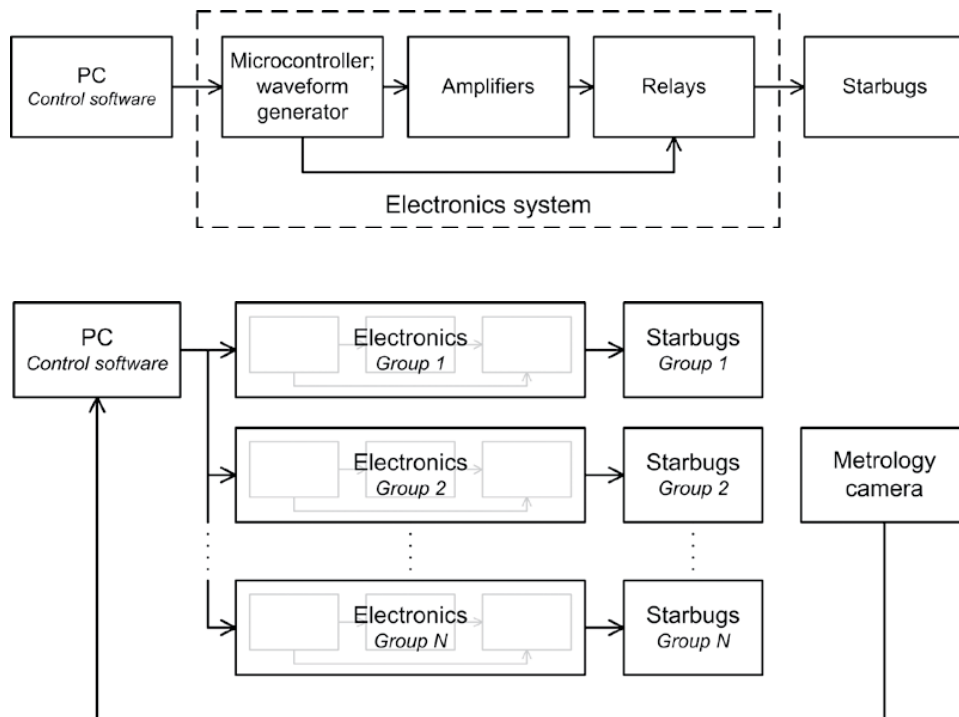 PC
Control software
Microcontroller;
waveform
generator
Amplifiers
Relays
Starbugs
Electronics system
PC
Control software
Electronics
Group 1
Starbugs
Group 1
Electronics
Group 2
Starbugs
Group 2
Metrology
camera
Electronics
Group N
Starbugs
Group N